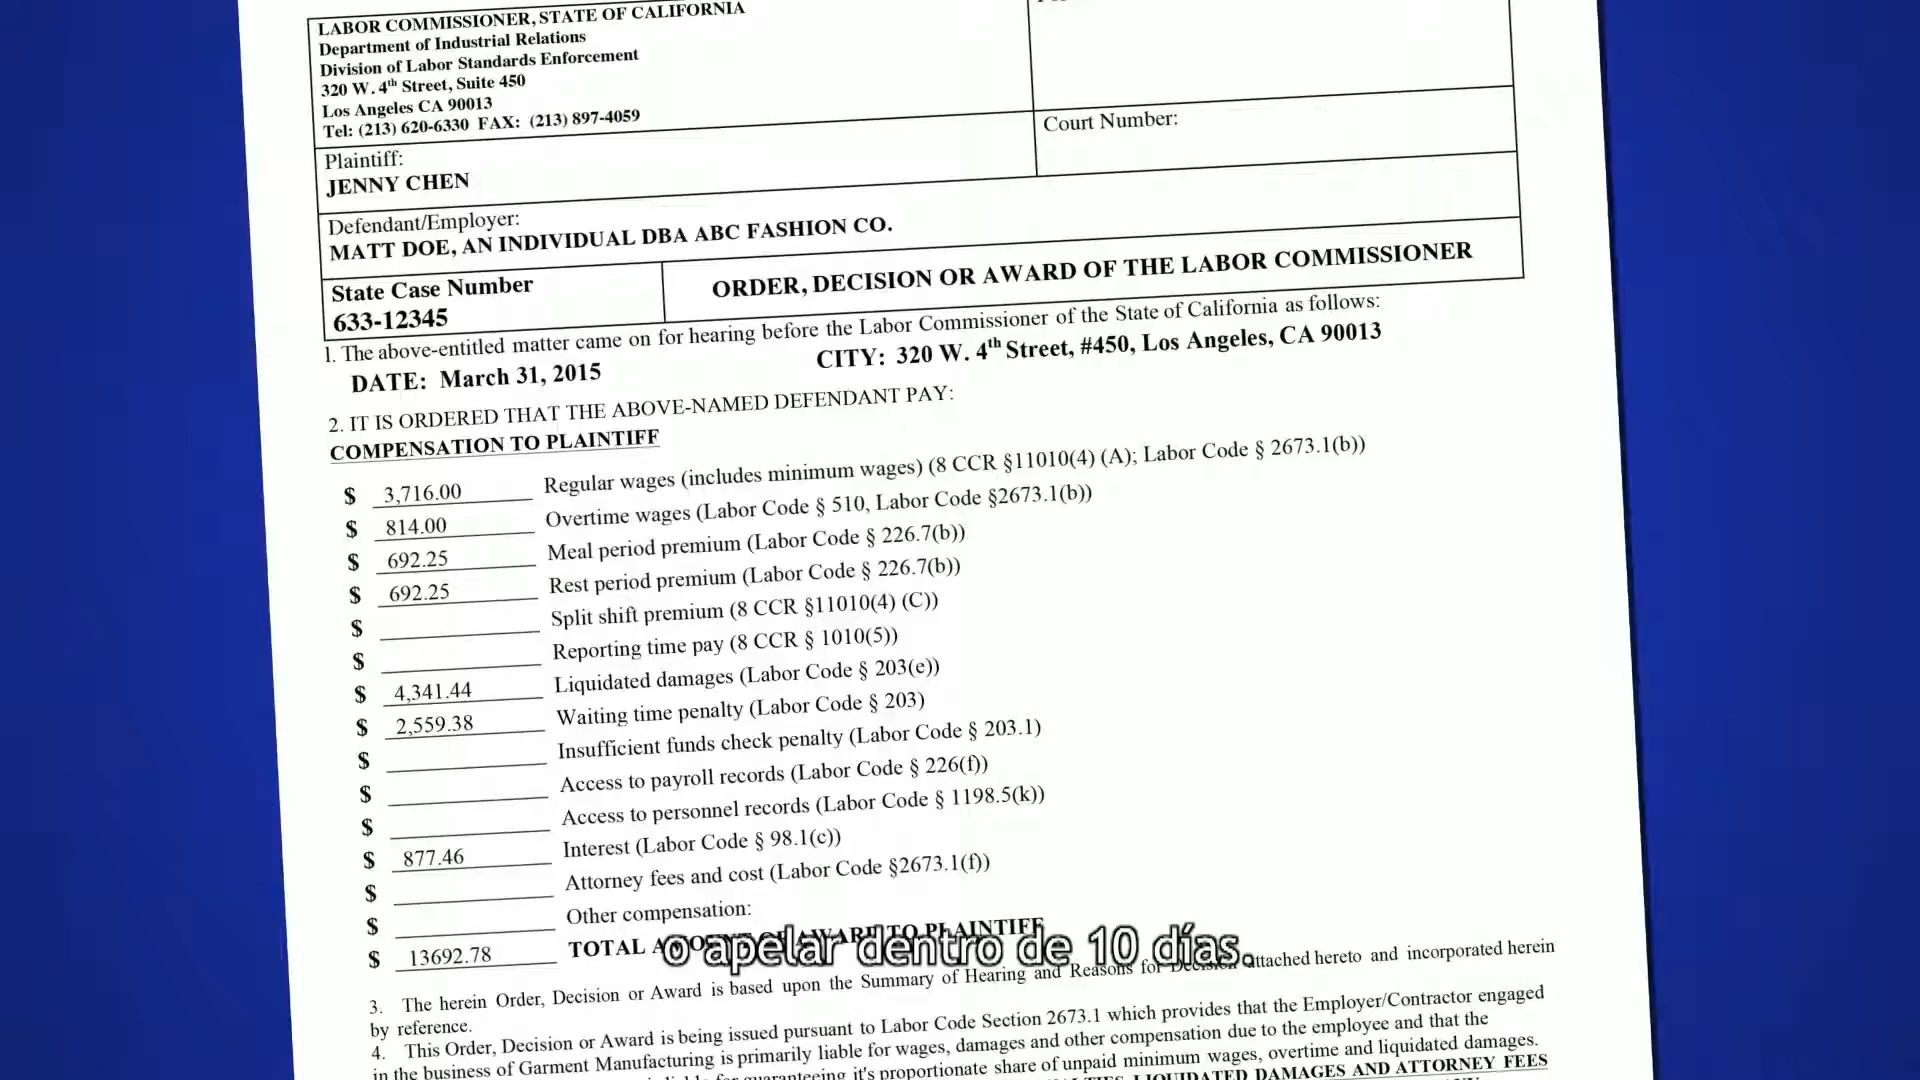 LABOR COMMISSIONER, STATE OF CALIFORNIA
Department of Industrial Relations
Division of Labor Standards Enforcement
320 W. 4th Street, Suite 450
Los Angeles CA 90013
Tel: (213) 620-6330 FAX: (213) 897-4059
Court Number:
Plaintiff:
JENNY CHEN
Defendant/Employer:
MATT DOE, AN INDIVIDUAL DBA ABC FASHION CO.
State Case Number
633-12345
ORDER, DECISION OR AWARD OF THE LABOR COMMISSIONER
1. The above-entitled matter came on for hearing before the Labor Commissioner of the State of California as follows:
DATE: March 31, 2015 CITY: 320 W. 4th Street, #450, Los Angeles, CA 90013
2. IT IS ORDERED THAT THE ABOVE-NAMED DEFENDANT PAY:
COMPENSATION TO PLAINTIFF
$ 3,716.00 Regular wages (includes minimum wages) (8 CCR §11010(4) (A); Labor Code § 2673.1(b))
$ 814.00 Overtime wages (Labor Code § 510, Labor Code §2673.1(b))
$ 692.25 Meal period premium (Labor Code § 226.7(b))
$ 692.25 Rest period premium (Labor Code § 226.7(b))
$ Split shift premium (8 CCR §11010(4) (C))
$ Reporting time pay (8 CCR § 1010(5))
$ 4,341.44 Liquidated damages (Labor Code § 203(e))
$ 2,559.38 Waiting time penalty (Labor Code § 203)
$ Insufficient funds check penalty (Labor Code § 203.1)
$ Access to payroll records (Labor Code § 226(f))
$ Access to personnel records (Labor Code § 1198.5(k))
$ 877.46 Interest (Labor Code § 98.1(c))
$ Attorney fees and cost (Labor Code §2673.1(f))
$ Other compensation:
$ 13692.78 TOTAL AMOUNT OF AWARD TO PLAINTIFF
o apelar dentro de 10 días.
3. The herein Order, Decision or Award is based upon the Summary of Hearing and Reasons for Decision attached hereto and incorporated herein
by reference.
4. This Order, Decision or Award is being issued pursuant to Labor Code Section 2673.1 which provides that the Employer/Contractor engaged
in the business of Garment Manufacturing is primarily liable for wages, damages and other compensation due to the employee and that the
guaranteeing it's proportionate share of unpaid minimum wages, overtime and liquidated damages.
LIQUIDATED DAMAGES AND ATTORNEY FEES